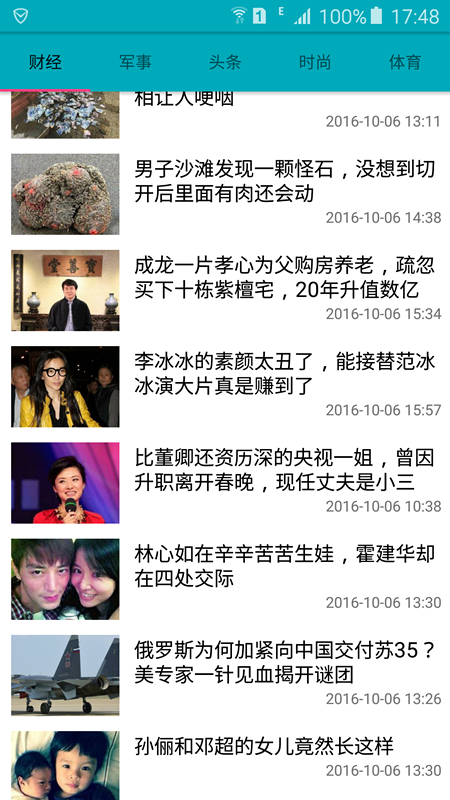 100% 17:48
财经 军事 头条 时尚 体育
相让人哽咽
2016-10-06 13:11
男子沙滩发现一颗怪石，没想到切
开后里面有肉还会动
2016-10-06 14:38
成龙一片孝心为父购房养老，疏忽
买下十栋紫檀宅，20年升值数亿
2016-10-06 15:34
李冰冰的素颜太丑了，能接替范冰
冰演大片真是赚到了
2016-10-06 15:57
比董卿还资历深的央视一姐，曾因
升职离开春晚，现任丈夫是小三
2016-10-06 10:38
林心如在辛辛苦苦生娃，霍建华却
在四处交际
2016-10-06 13:30
俄罗斯为何加紧向中国交付苏35？
美专家一针见血揭开谜团
2016-10-06 13:26
孙俪和邓超的女儿竟然长这样
2016-10-06 13:30